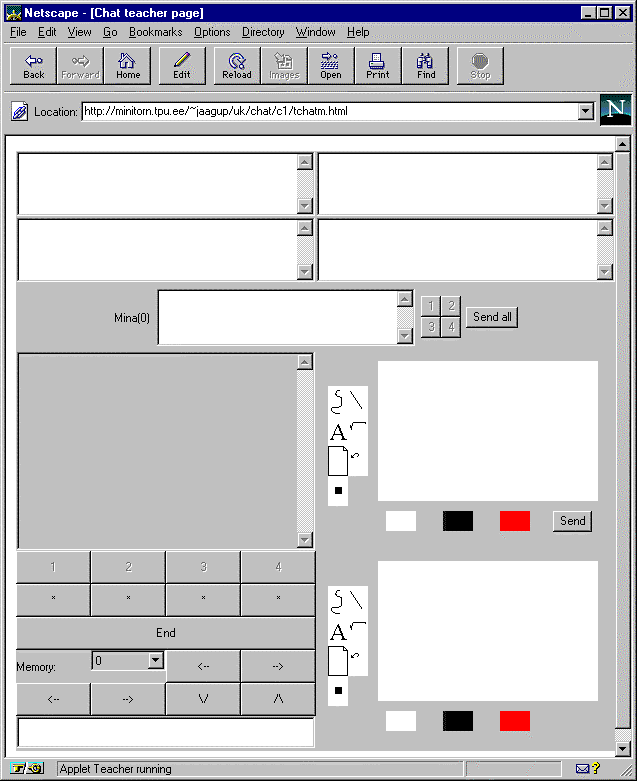 Netscape - [Chat teacher page]
File Edit View Go Bookmarks Options Directory Window Help
Back Forward Home Edit Reload Images Open Print Find Stop
Location: http://minitorn.tpu.ee/~jaagup/uk/chat/c1/tchatm.html
N
Mina(0)
1 2
3 4
Send all
A
Send
1 2 3 4
* * * *
End
Memory: 0 <-- -->
<-- --> \/ /\
A
Applet Teacher running